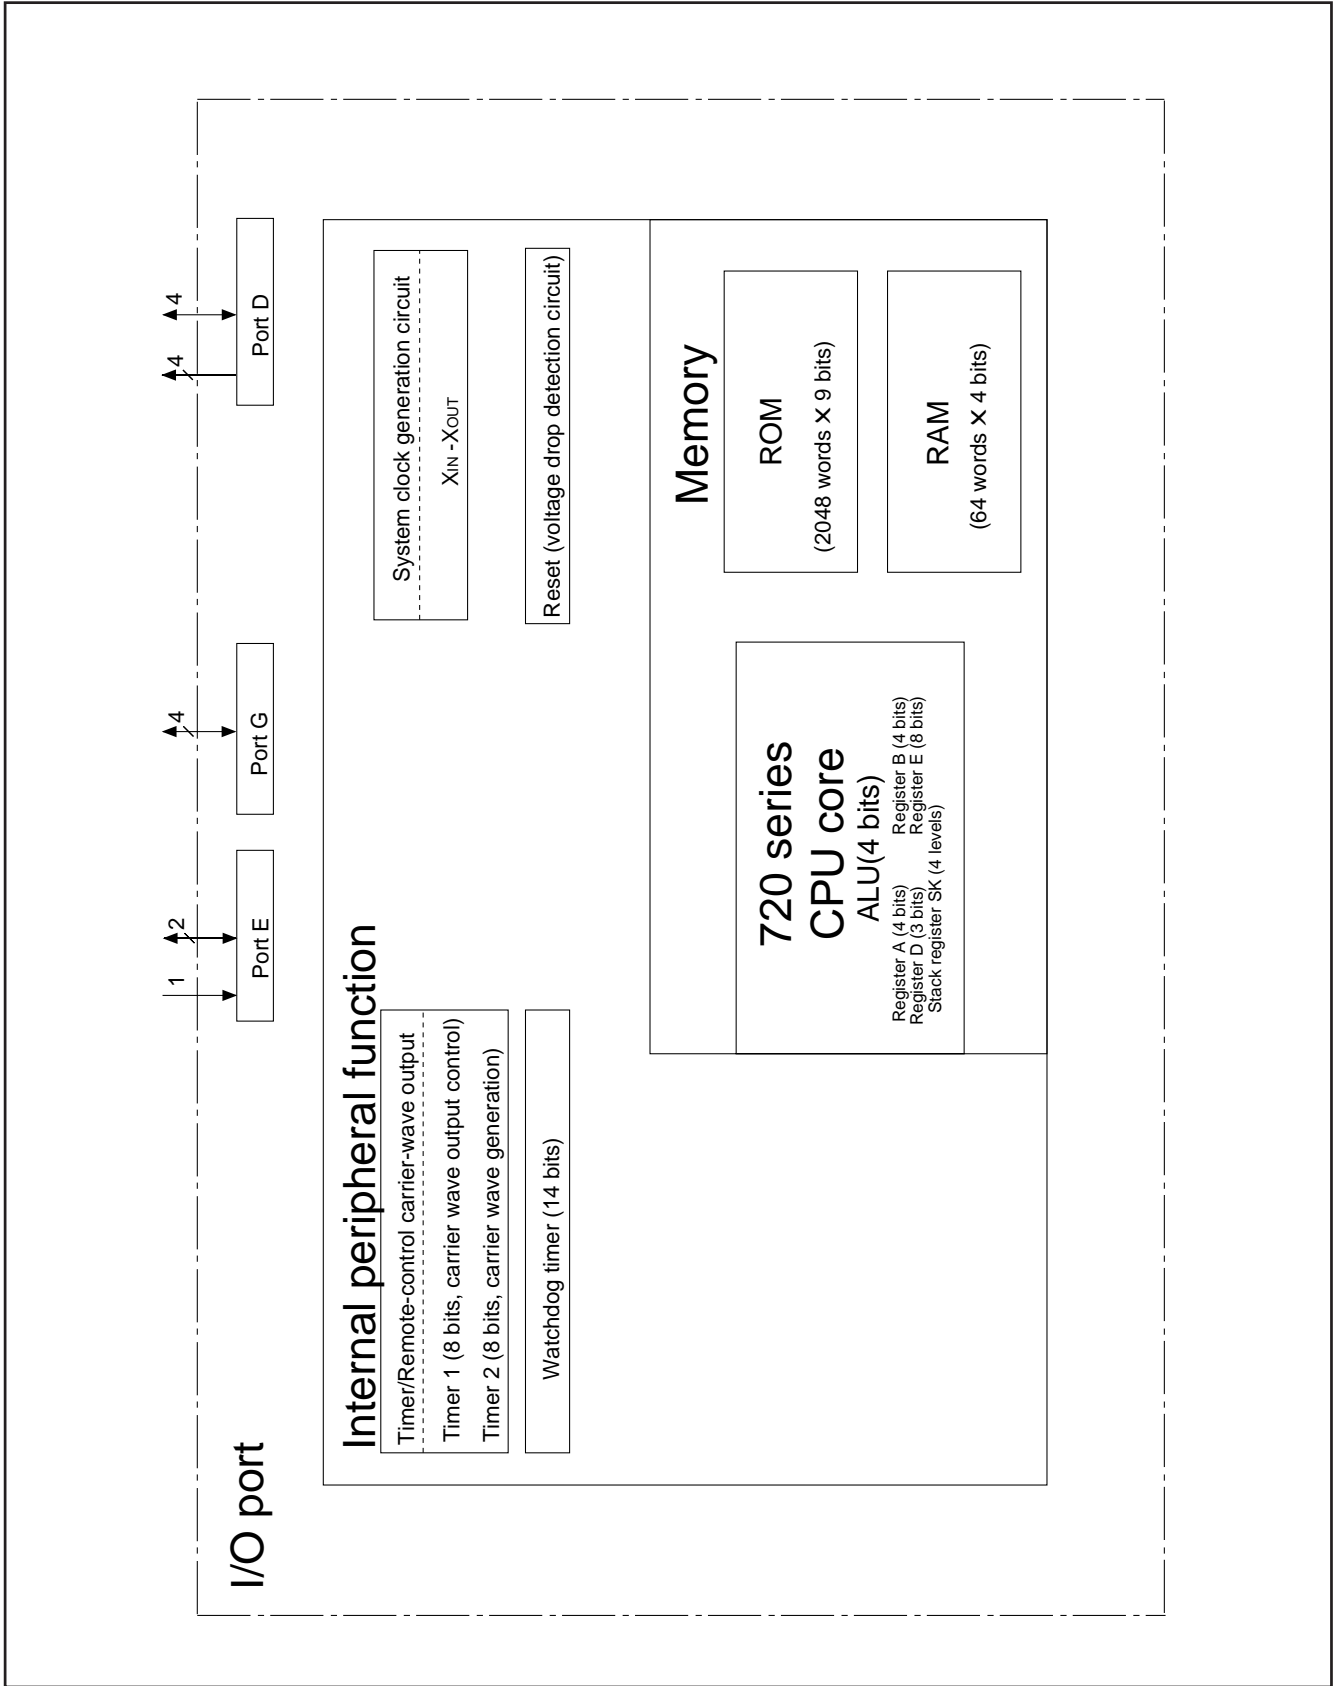 I/O port
1
2
4
4
4
Port E
Port G
Port D
Internal peripheral function
Timer/Remote-control carrier-wave output
Timer 1 (8 bits, carrier wave output control)
Timer 2 (8 bits, carrier wave generation)
Watchdog timer (14 bits)
System clock generation circuit
XIN -XOUT
Reset (voltage drop detection circuit)
720 series
CPU core
ALU(4 bits)
Register A (4 bits) Register B (4 bits)
Register D (3 bits) Register E (8 bits)
Stack register SK (4 levels)
Memory
ROM
(2048 words X 9 bits)
RAM
(64 words X 4 bits)